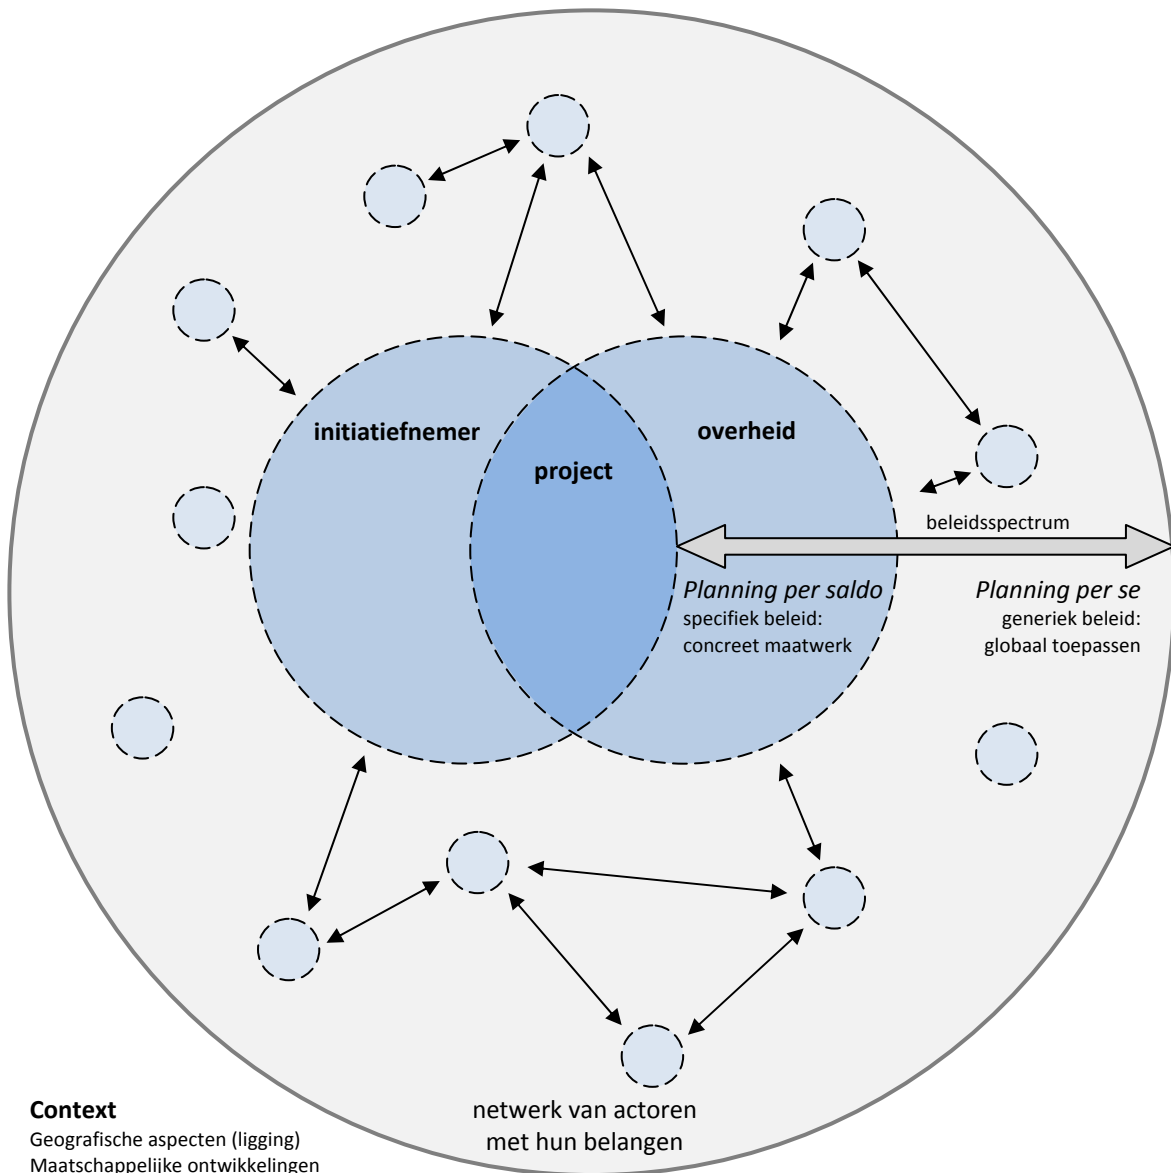 initiatiefnemer
overheid
project
beleidsspectrum
Planning per saldo
specifiek beleid:
concreet maatwerk
Planning per se
generiek beleid:
globaal toepassen
Context
Geografische aspecten (ligging)
Maatschappelijke ontwikkelingen
netwerk van actoren
met hun belangen